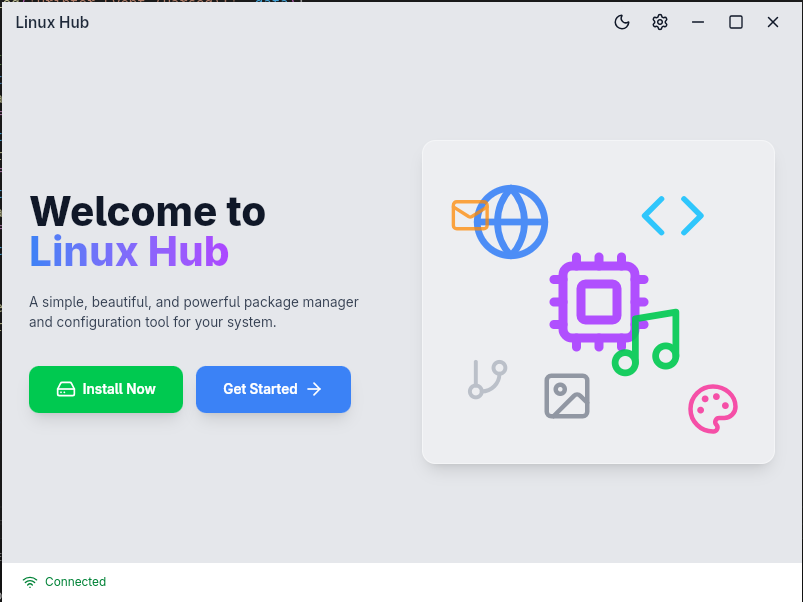 Linux Hub
Welcome to
Linux Hub
A simple, beautiful, and powerful package manager
and configuration tool for your system.
Install Now
Get Started
Connected